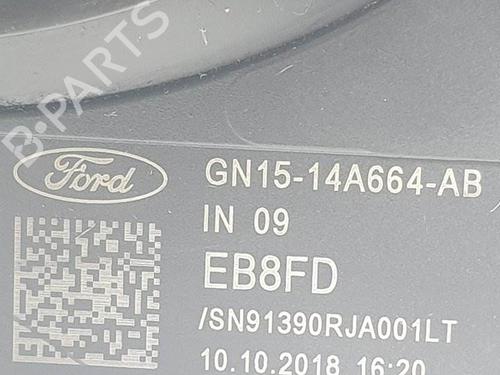 B-PARTS
Ford
GN15-14A664-AB
IN 09
EB8FD
/SN91390RJA001LT
10.10.2018 16:20